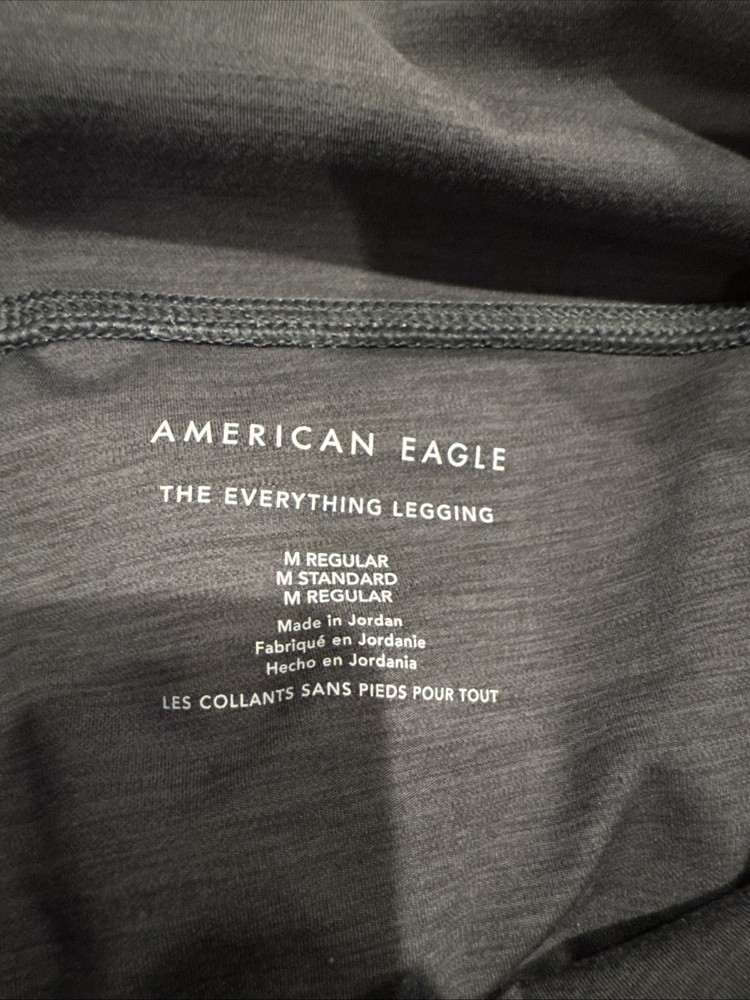 AMERICAN EAGLE
THE EVERYTHING LEGGING
M REGULAR
M STANDARD
M REGULAR
Made in Jordan
Fabriqué en Jordanie
Hecho en Jordania
LES COLLANTS SANS PIEDS POUR TOUT